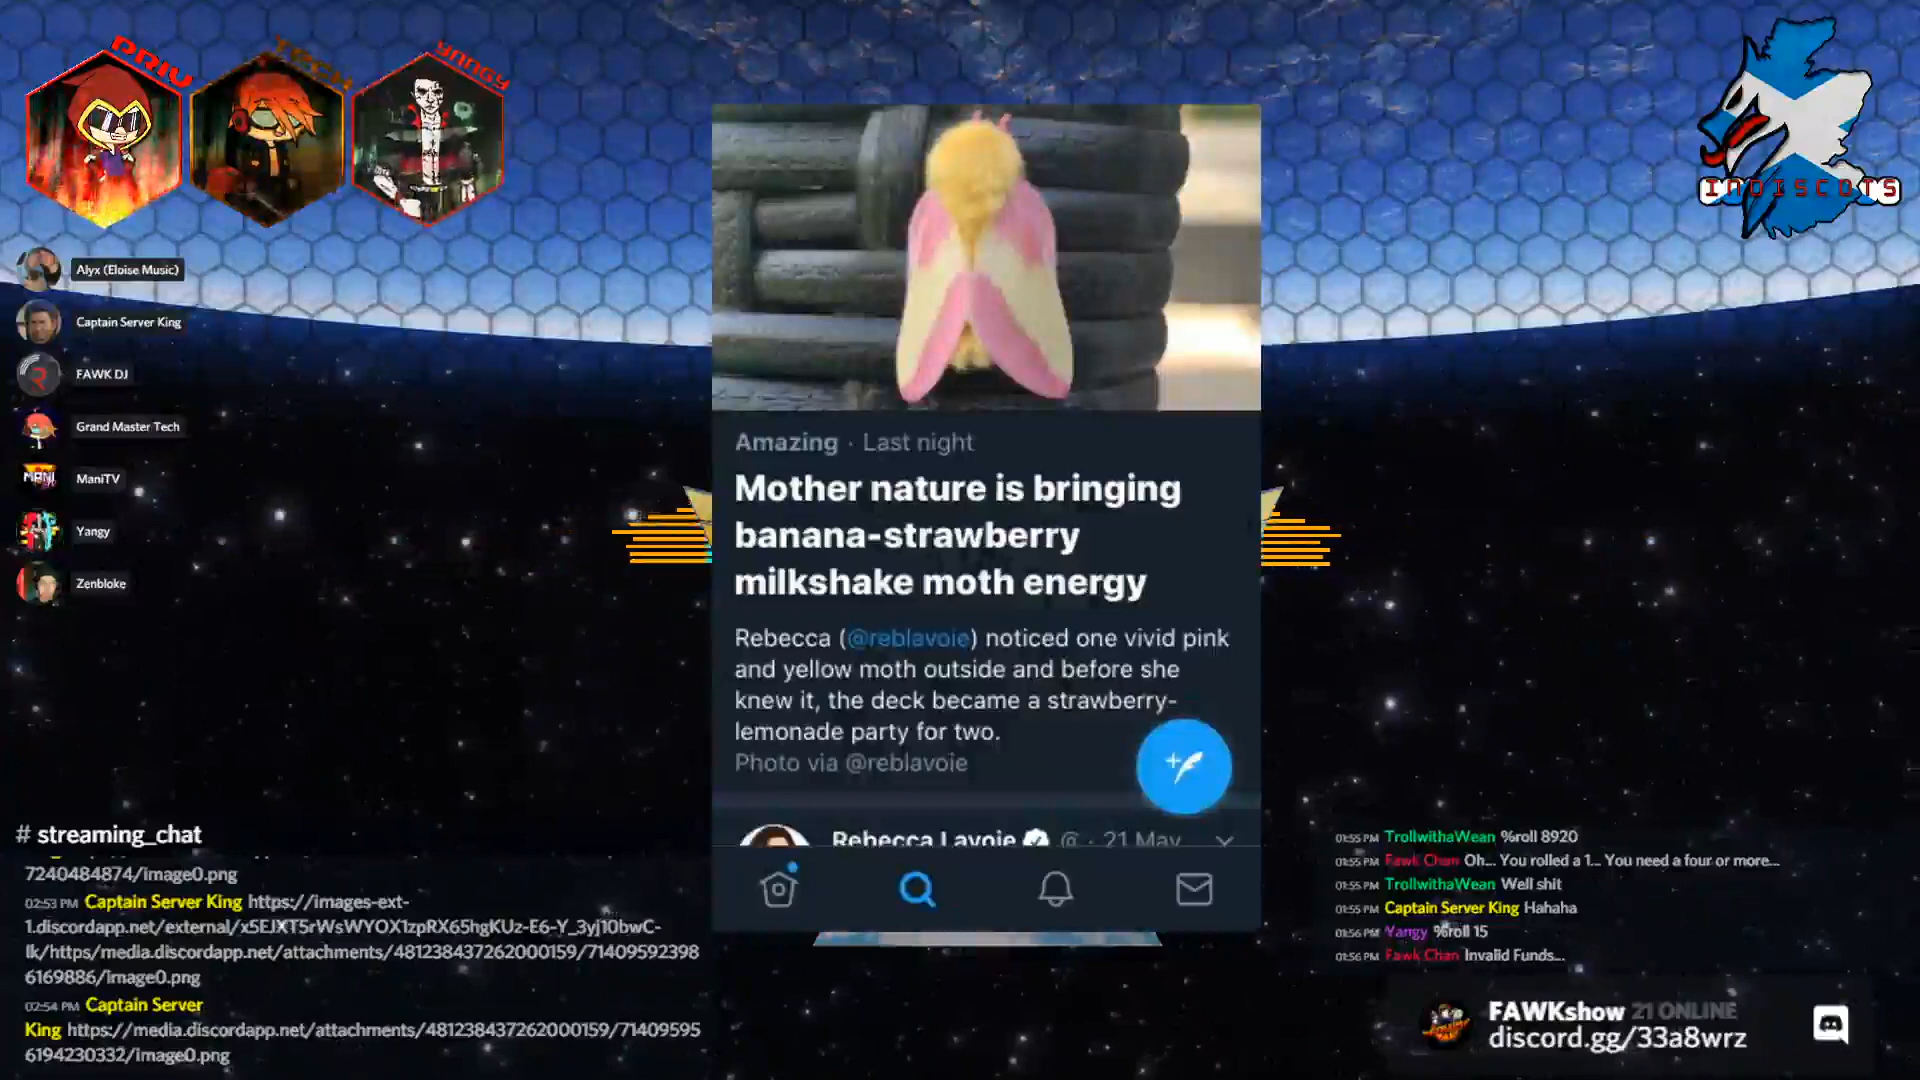 DRIV
TECH
YANGY
INDISCOTS
Alyx (Eloise Music)
Captain Server King
FAWK DJ
Grand Master Tech
MANI
ManiTV
Yangy
Zenbloke
Amazing · Last night
Mother nature is bringing
banana-strawberry
milkshake moth energy
Rebecca (@reblavoie) noticed one vivid pink
and yellow moth outside and before she
knew it, the deck became a strawberry-
lemonade party for two.
Photo via @reblavoie
Rebecca Lavoie @ · 21 May
# streaming_chat
7240484874/image0.png
02:53 PM Captain Server King https://images-ext-
1.discordapp.net/external/x5EJXT5rWsWYOX1zpRX65hgKUz-E6-Y_3yj10bwC-
lk/https/media.discordapp.net/attachments/481238437262000159/71409592398
6169886/image0.png
02:54 PM Captain Server
King https://media.discordapp.net/attachments/481238437262000159/71409595
6194230332/image0.png
01:55 PM TrollwithaWean %roll 8920
01:55 PM Fawk Chan Oh... You rolled a 1... You need a four or more...
01:55 PM TrollwithaWean Well shit
01:55 PM Captain Server King Hahaha
01:56 PM Yangy %roll 15
01:56 PM Fawk Chan Invalid Funds...
FAWKshow 21 ONLINE
discord.gg/33a8wrz